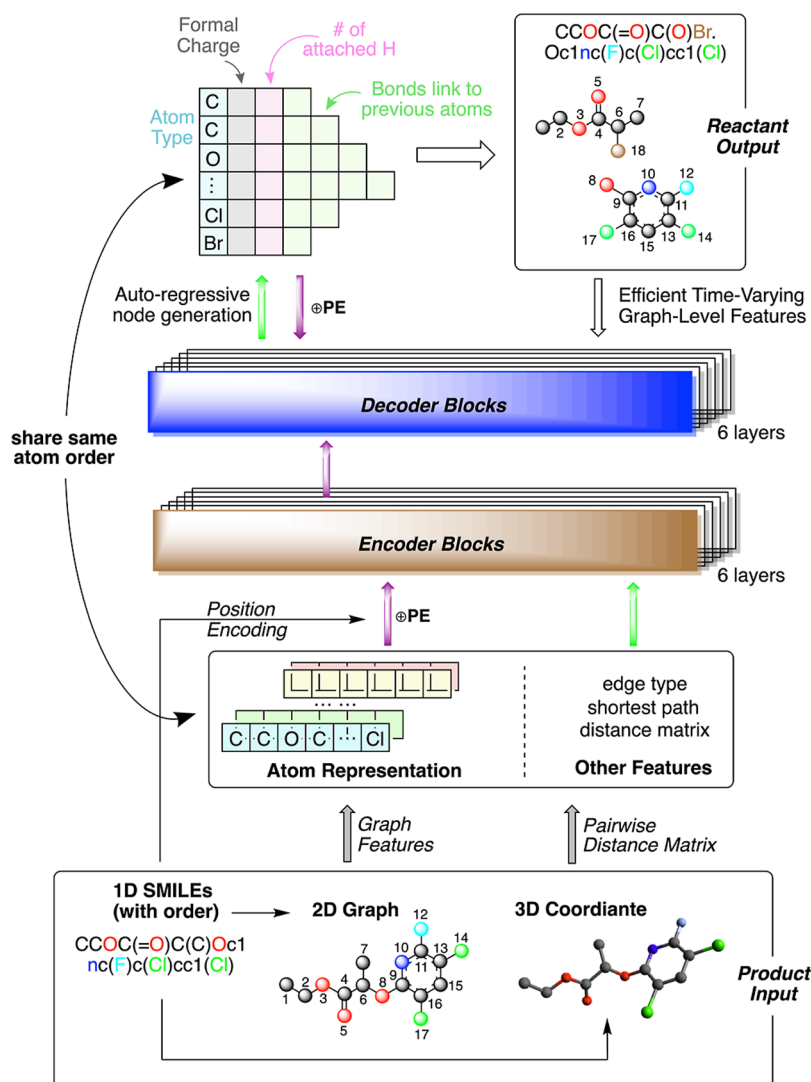 Formal
Charge
# of
attached H
Bonds link to
previous atoms
Atom
Type
C
C
O
⋮
Cl
Br
CCOC(=O)C(O)Br.
Oc1nc(F)c(Cl)cc1(Cl)
5
7
3
6
2
4
18
8
10
12
9
11
17
16
13
14
15
Reactant
Output
Auto-regressive
node generation
⊕PE
Efficient Time-Varying
Graph-Level Features
Decoder Blocks
6 layers
share same
atom order
Encoder Blocks
6 layers
Position
Encoding
⊕PE
... ...
C C O C Cl
Atom Representation
edge type
shortest path
distance matrix
Other Features
Graph
Features
Pairwise
Distance Matrix
1D SMILEs
(with order)
CCOC(=O)C(C)Oc1
nc(F)c(Cl)cc1(Cl)
2D Graph
12
14
7
10
13
11
4
9
2
15
1
3
6
8
16
5
17
3D Coordiante
Product
Input